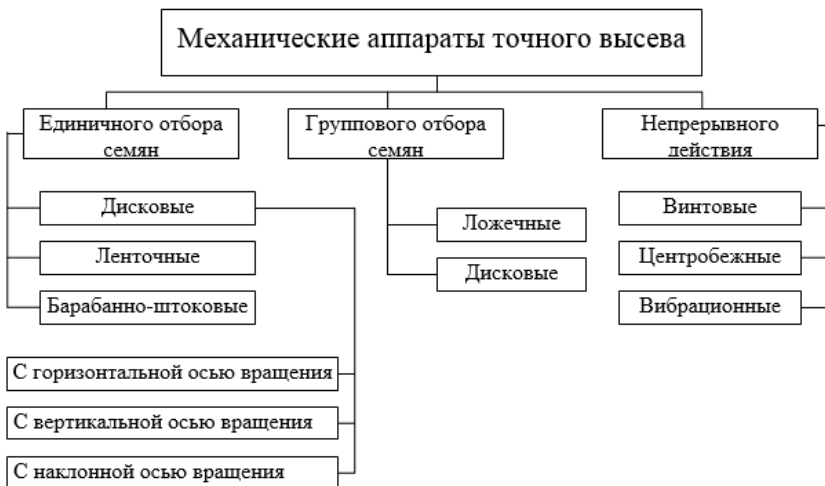 Механические аппараты точного высева
Единичного отбора
семян
Группового отбора
семян
Непрерывного
действия
Дисковые
Ленточные
Барабанно-штоковые
Ложечные
Дисковые
Винтовые
Центробежные
Вибрационные
С горизонтальной осью вращения
С вертикальной осью вращения
С наклонной осью вращения